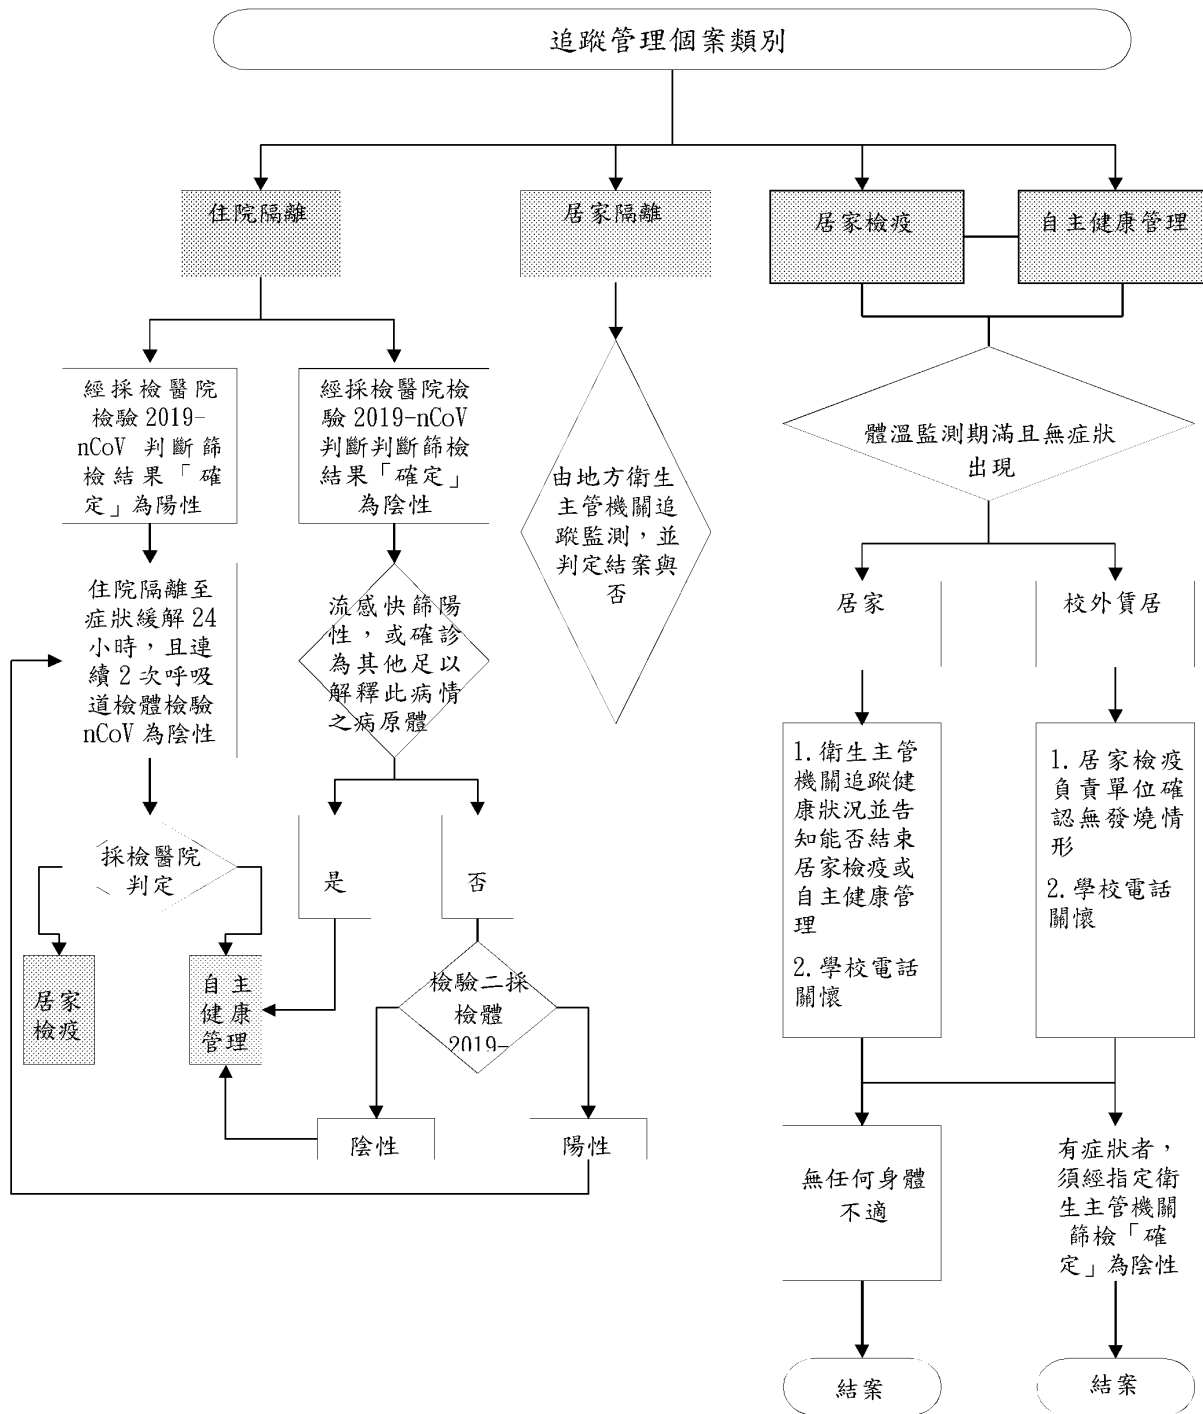 追蹤管理個案類別
住院隔離
居家隔離
居家檢疫
自主健康管理
經採檢醫院
檢驗2019-
nCoV 判斷篩
檢結果「確
定」為陽性
經採檢醫院檢
驗2019-nCoV
判斷判斷篩檢
結果「確定」
為陰性
住院隔離至
症狀緩解24
小時，且連
續2次呼吸
道檢體檢驗
nCoV為陰性
流感快篩陽
性，或確診
為其他足以
解釋此病情
之病原體
由地方衛生
主管機關追
蹤監測，並
判定結案與
否
體溫監測期滿且無症狀
出現
居家
校外賃居
採檢醫院
判定
是
否
居家
檢疫
自主
健康
管理
檢驗二採
檢體
2019-
陰性
陽性
1.衛生主管
機關追蹤健
康狀況並告
知能否結束
居家檢疫或
自主健康管
理
2.學校電話
關懷
1.居家檢疫
負責單位確
認無發燒情
形
2.學校電話
關懷
無任何身體
不適
有症狀者，
須經指定衛
生主管機關
篩檢「確
定」為陰性
結案
結案